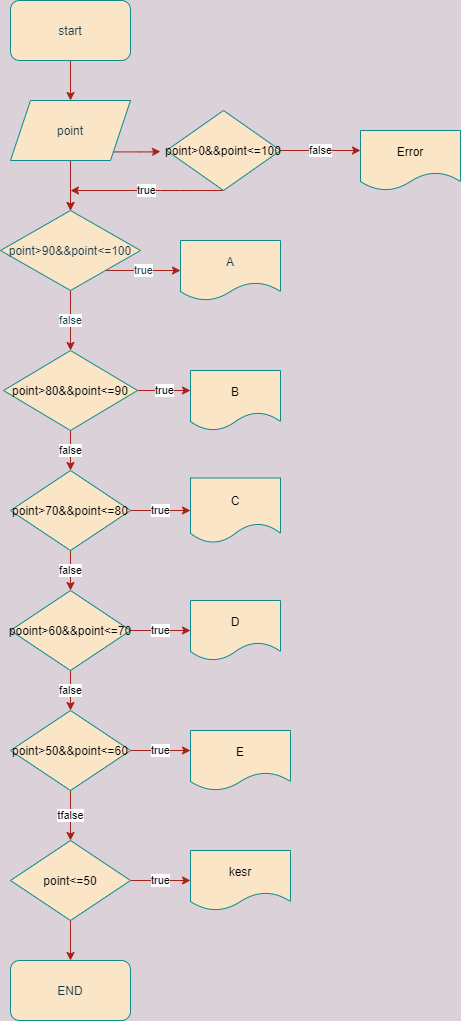 start
point
point>0&&point<=100
false
Error
true
point>90&&point<=100
true
A
false
point>80&&point<=90
true
B
false
point>70&&point<=80
true
C
false
pooint>60&&point<=70
true
D
false
point>50&&point<=60
true
E
tfalse
point<=50
true
kesr
END